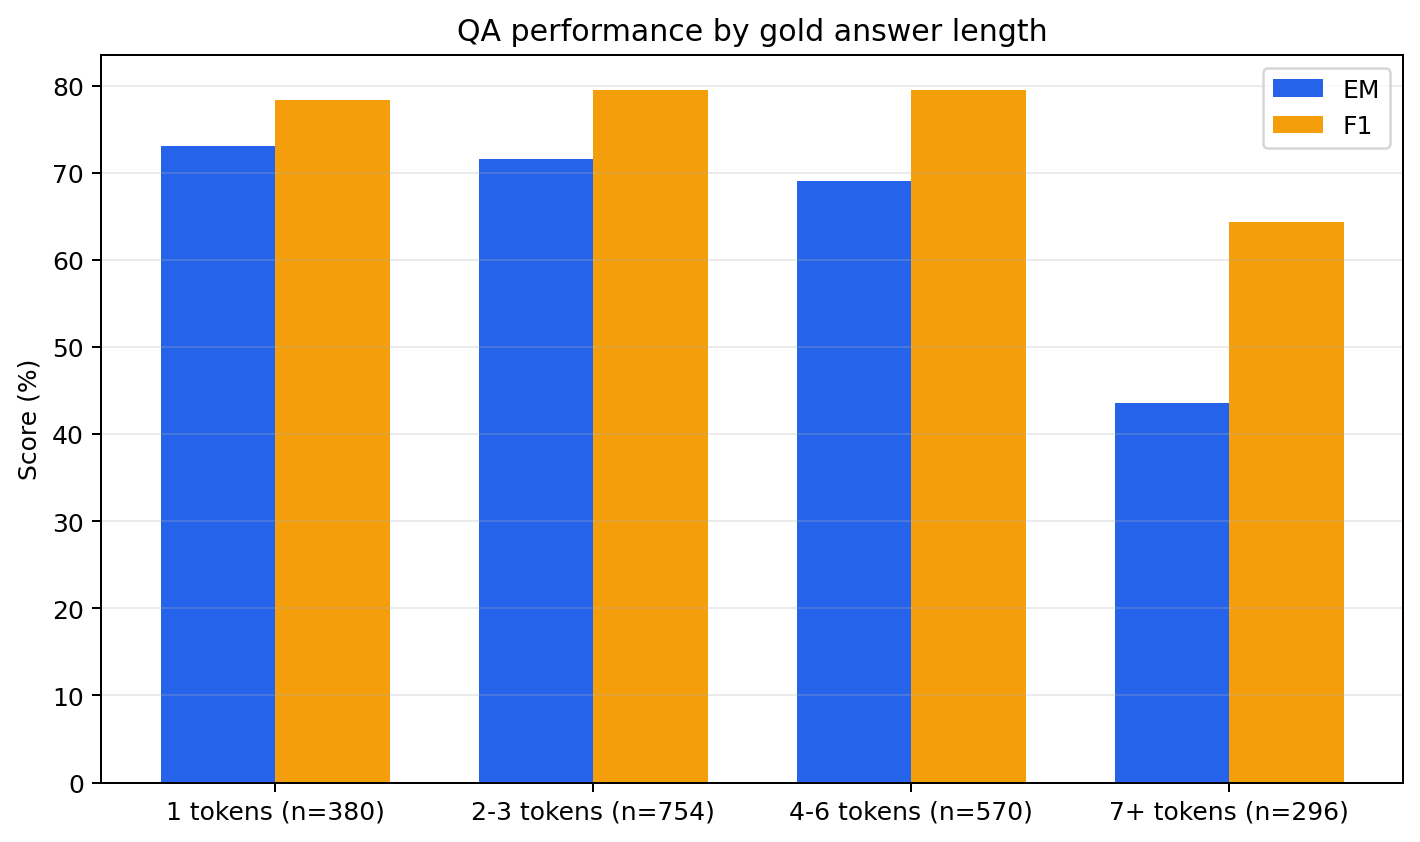 QA performance by gold answer length
EM
F1
Score (%)
80
70
60
50
40
30
20
10
0
1 tokens (n=380)
2-3 tokens (n=754)
4-6 tokens (n=570)
7+ tokens (n=296)